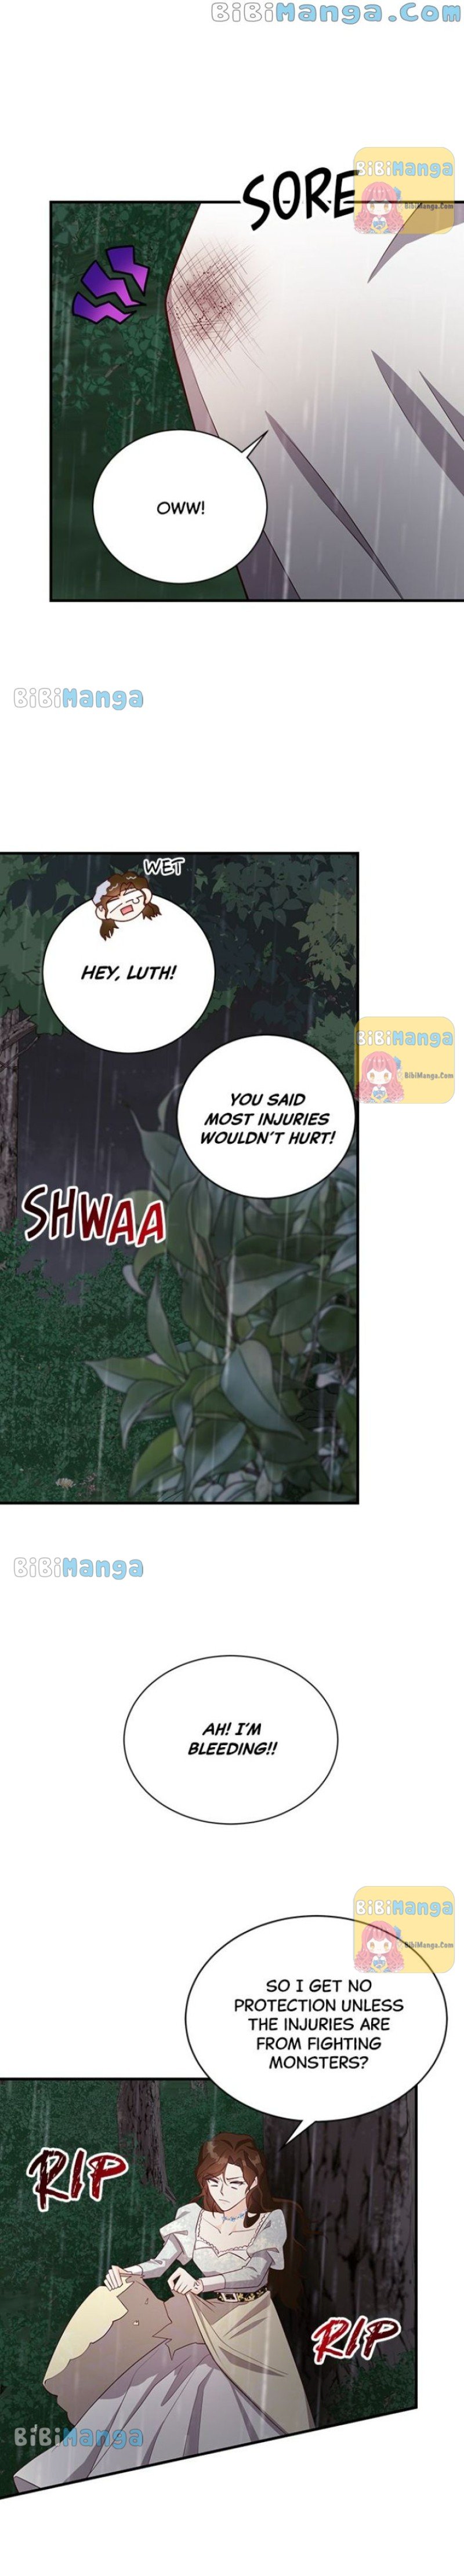 BiBiManga.Com
SORE
BiBiManga
BibiManga.Com
OWW!
BiBiManga
WET
HEY, LUTH!
BiBiManga
BibiManga.Com
YOU SAID
MOST INJURIES
WOULDN'T HURT!
SHWAA
BiBiManga
AH! I'M
BLEEDING!!
BiBiManga
BibiManga.Com
SO I GET NO
PROTECTION UNLESS
THE INJURIES ARE
FROM FIGHTING
MONSTERS?
RIP
RIP
BiBiManga